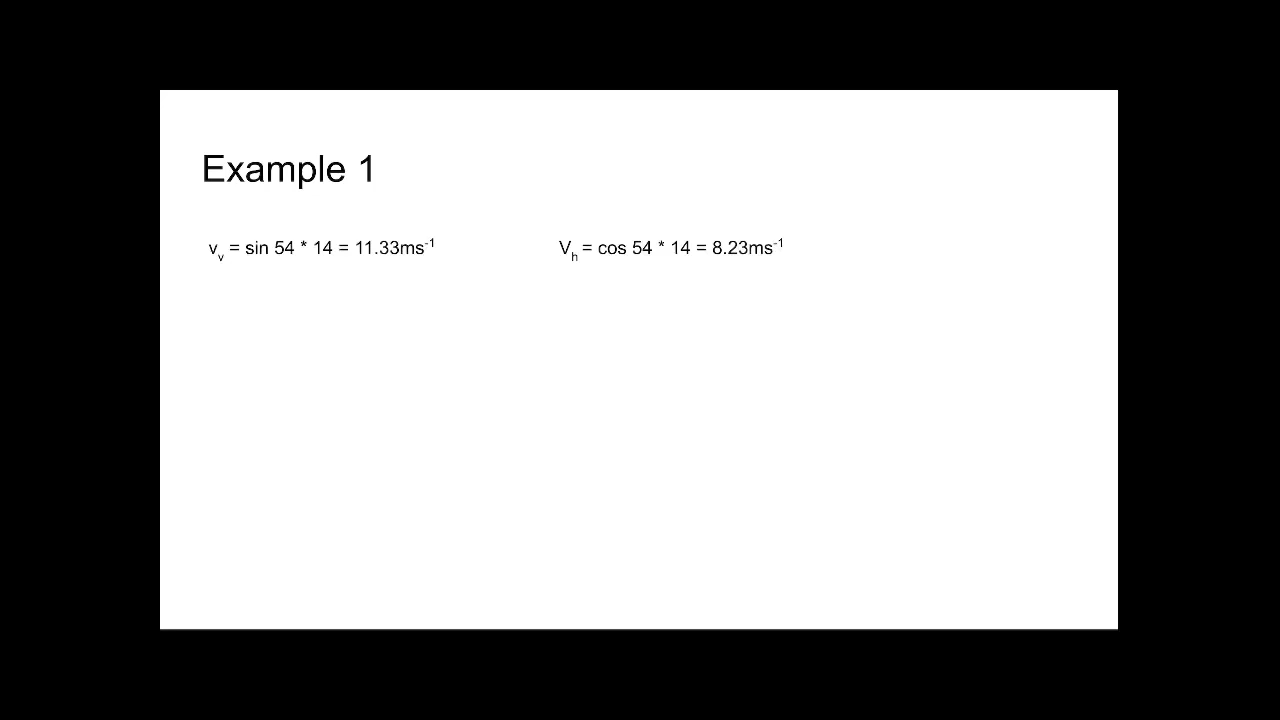 Example 1
vᵥ = sin 54 * 14 = 11.33ms⁻¹
Vₕ = cos 54 * 14 = 8.23ms⁻¹